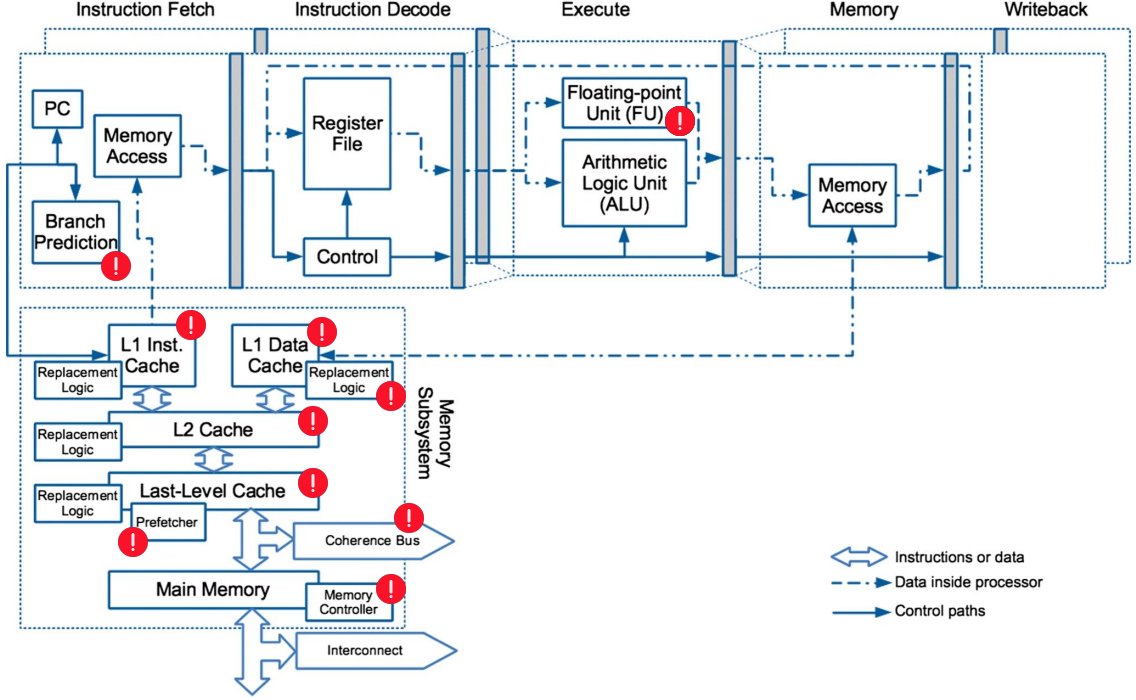 Instruction Fetch
Instruction Decode
Execute
Memory
Writeback
PC
Memory
Access
Branch
Prediction
Register
File
Control
Floating-point
Unit (FU)
Arithmetic
Logic Unit
(ALU)
Memory
Access
L1 Inst.
Cache
Replacement
Logic
L1 Data
Cache
Replacement
Logic
L2 Cache
Replacement
Logic
Last-Level Cache
Replacement
Logic
Prefetcher
Coherence Bus
Main Memory
Memory
Controller
Interconnect
Memory
Subsystem
Instructions or data
Data inside processor
Control paths